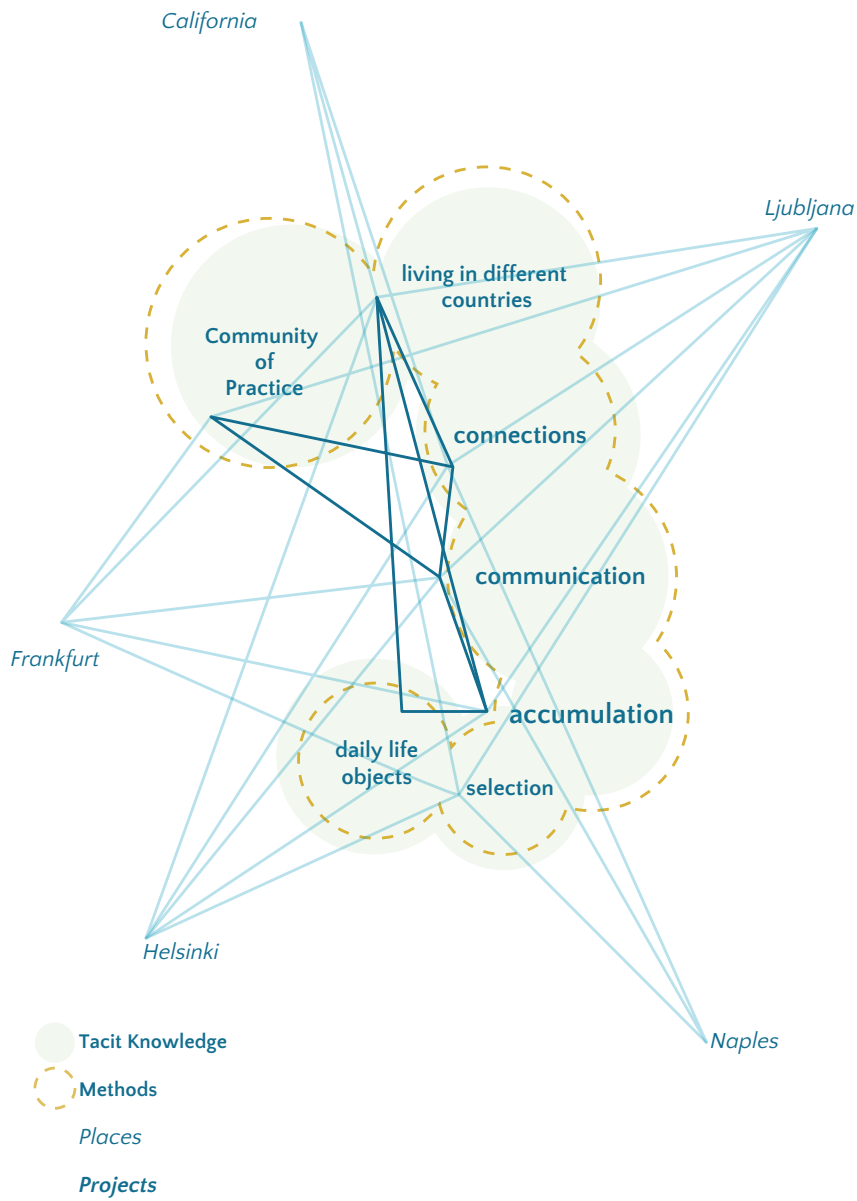 California
Ljubljana
living in different
countries
Community
of
Practice
connections
communication
Frankfurt
accumulation
daily life
objects
selection
Helsinki
Naples
Tacit Knowledge
Methods
Places
Projects